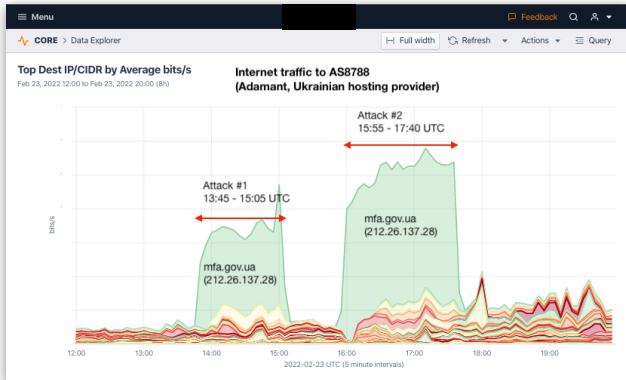 Menu
Feedback
CORE > Data Explorer
Full width
Refresh
Actions
Query
Top Dest IP/CIDR by Average bits/s
Feb 23, 2022 12:00 to Feb 23, 2022 20:00 (8h)
Internet traffic to AS8788
(Adamant, Ukrainian hosting provider)
Attack #2
15:55 - 17:40 UTC
Attack #1
13:45 - 15:05 UTC
mfa.gov.ua
(212.26.137.28)
mfa.gov.ua
(212.26.137.28)
bits/s
12:00 13:00 14:00 15:00 16:00 17:00 18:00 19:00
2022-02-23 UTC (5 minute intervals)